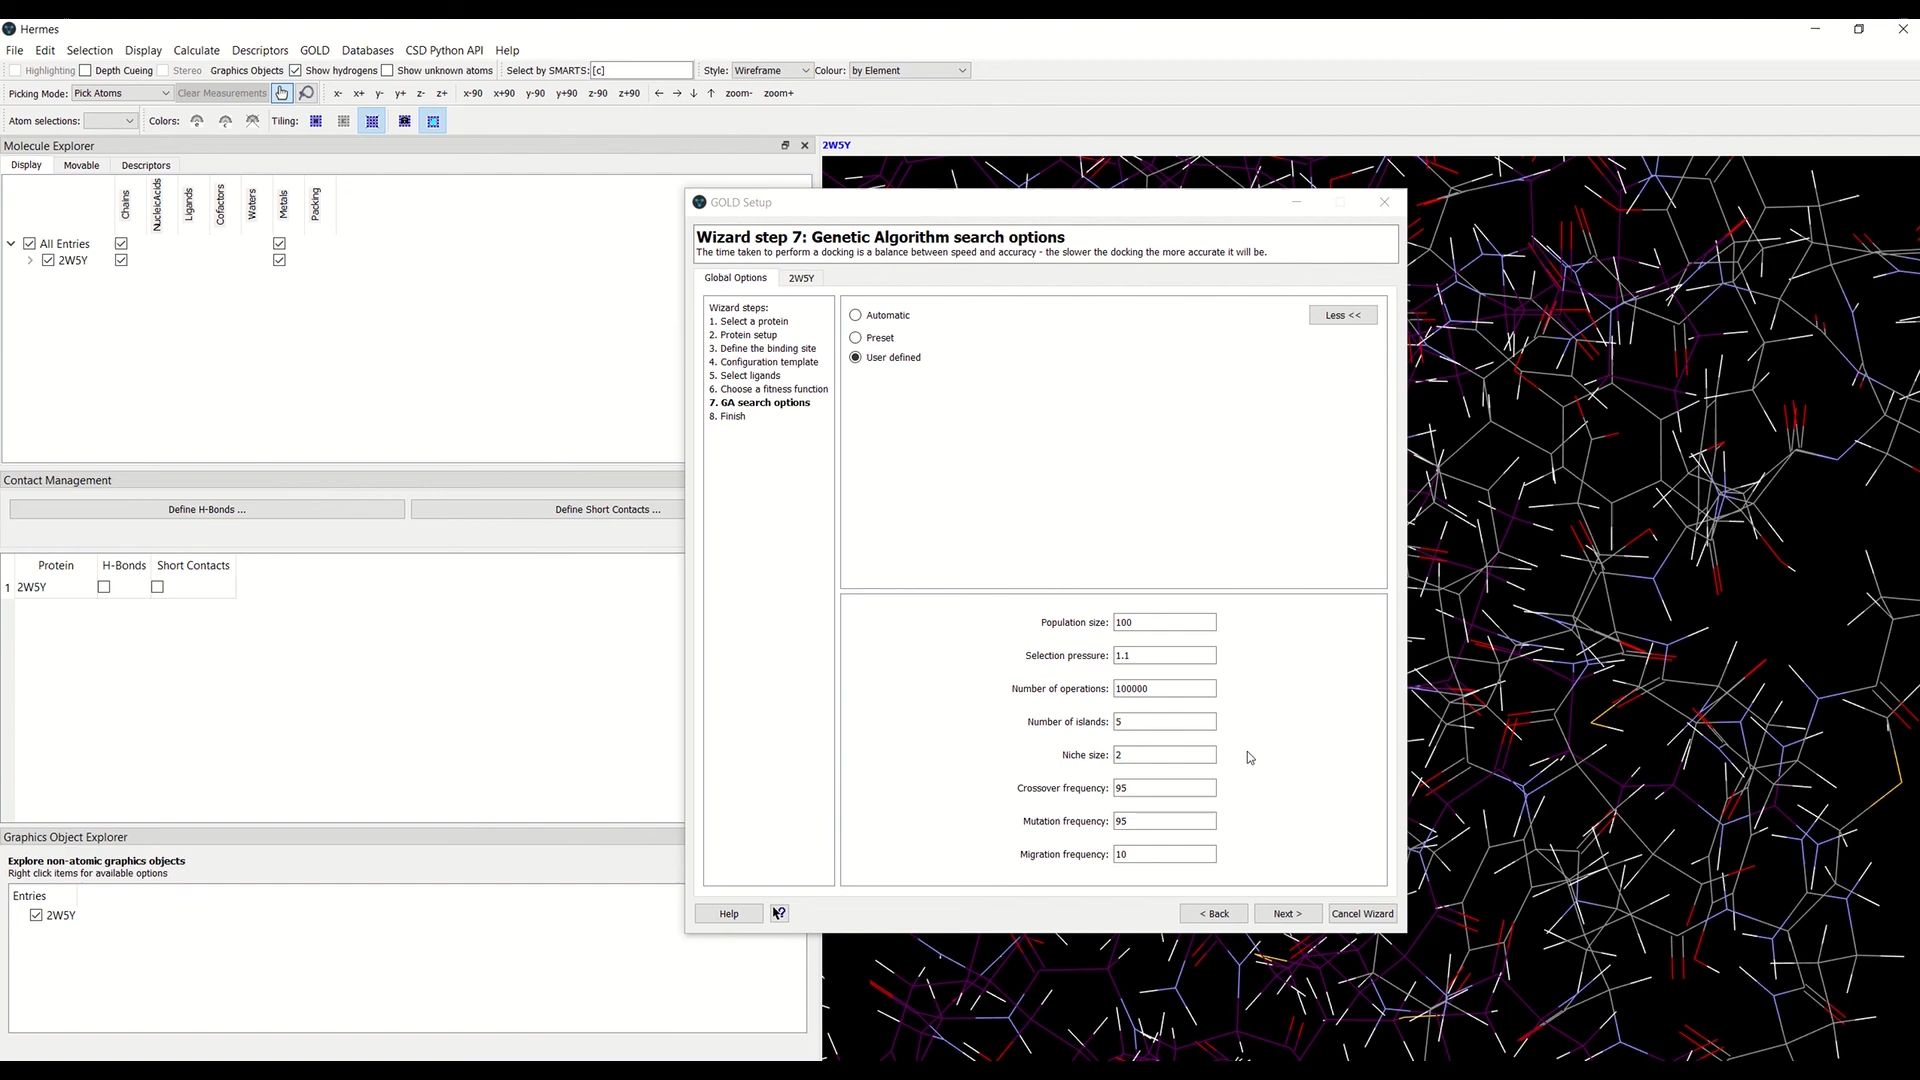 Hermes
File Edit Selection Display Calculate Descriptors GOLD Databases CSD Python API Help
Highlighting Depth Cueing Stereo Graphics Objects Show hydrogens Show unknown atoms Select by SMARTS: [c] Style: Wireframe Colour: by Element
Picking Mode: Pick Atoms Clear Measurements x- x+ y- y+ z- z+ x-90 x+90 y-90 y+90 z-90 z+90 ← → ↓ ↑ zoom- zoom+
Atom selections: Colors: Tiling:
Molecule Explorer
2W5Y
Display Movable Descriptors
Chains NucleicAcids Ligands Cofactors Waters Metals Packing
All Entries
2W5Y
GOLD Setup
Wizard step 7: Genetic Algorithm search options
The time taken to perform a docking is a balance between speed and accuracy - the slower the docking the more accurate it will be.
Global Options 2W5Y
Wizard steps:
1. Select a protein
2. Protein setup
3. Define the binding site
4. Configuration template
5. Select ligands
6. Choose a fitness function
7. GA search options
8. Finish
Automatic
Less <<
Preset
User defined
Population size: 100
Selection pressure: 1.1
Number of operations: 100000
Number of islands: 5
Niche size: 2
Crossover frequency: 95
Mutation frequency: 95
Migration frequency: 10
Help ? < Back Next > Cancel Wizard
Contact Management
Define H-Bonds ... Define Short Contacts ...
Protein H-Bonds Short Contacts
1 2W5Y
Graphics Object Explorer
Explore non-atomic graphics objects
Right click items for available options
Entries
2W5Y